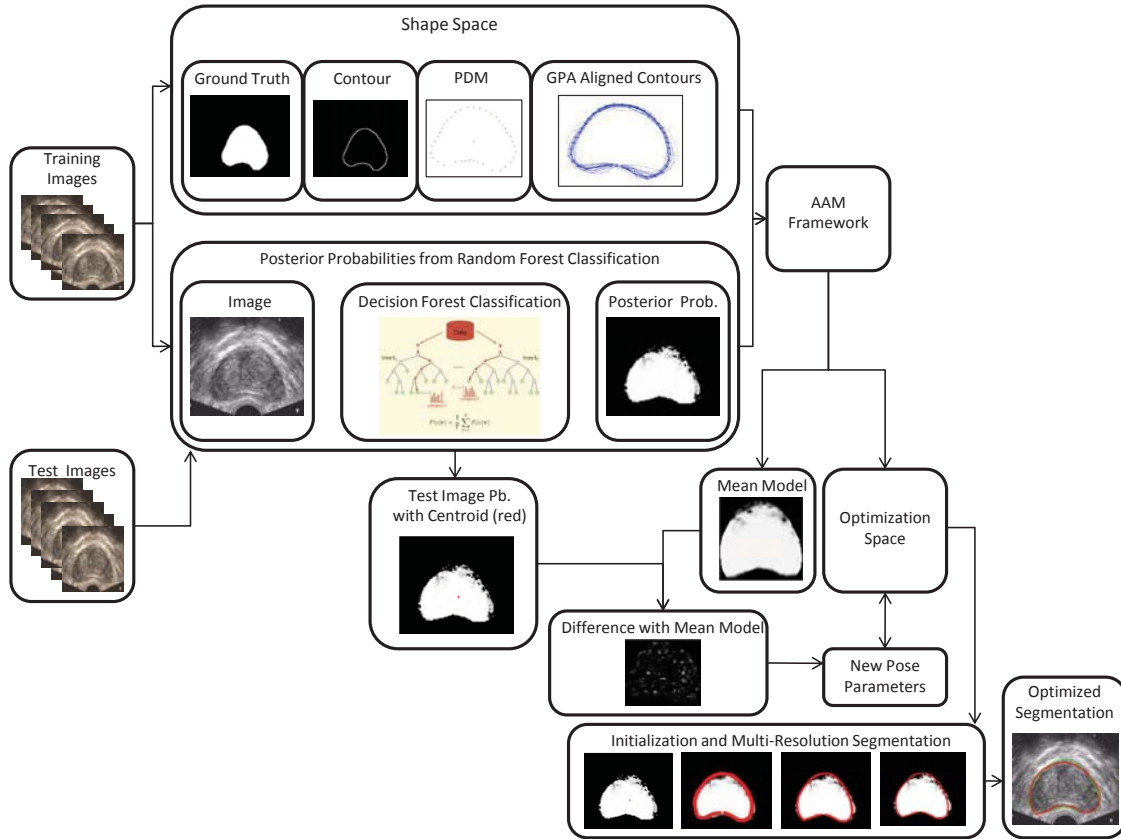 Shape Space
Ground Truth
Contour
PDM
GPA Aligned Contours
Training
Images
AAM
Framework
Posterior Probabilities from Random Forest Classification
Image
Decision Forest Classification
Posterior Prob.
Test Images
Test Image Pb.
with Centroid (red)
Mean Model
Optimization
Space
Difference with Mean Model
New Pose
Parameters
Optimized
Segmentation
Initialization and Multi-Resolution Segmentation